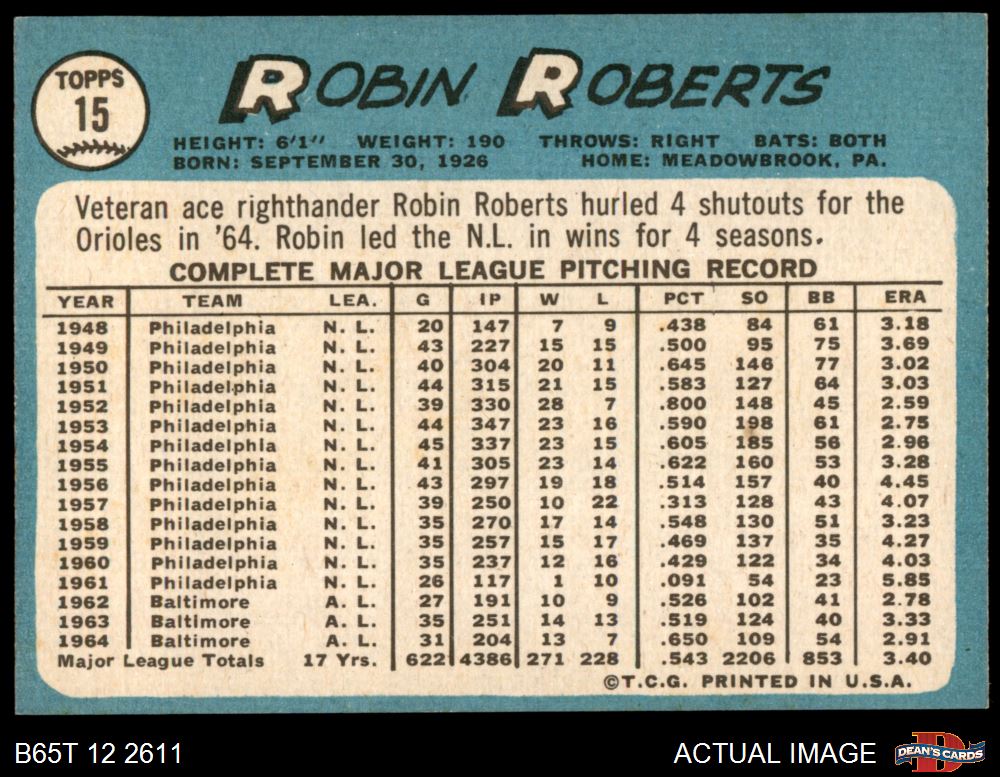 TOPPS
15
ROBIN ROBERTS
HEIGHT: 6'1" WEIGHT: 190 THROWS: RIGHT BATS: BOTH
BORN: SEPTEMBER 30, 1926 HOME: MEADOWBROOK, PA.
Veteran ace righthander Robin Roberts hurled 4 shutouts for the
Orioles in '64. Robin led the N.L. in wins for 4 seasons.
COMPLETE MAJOR LEAGUE PITCHING RECORD
YEAR TEAM LEA. G IP W L PCT SO BB ERA
1948 Philadelphia N. L. 20 147 7 9 .438 84 61 3.18
1949 Philadelphia N. L. 43 227 15 15 .500 95 75 3.69
1950 Philadelphia N. L. 40 304 20 11 .645 146 77 3.02
1951 Philadelphia N. L. 44 315 21 15 .583 127 64 3.03
1952 Philadelphia N. L. 39 330 28 7 .800 148 45 2.59
1953 Philadelphia N. L. 44 347 23 16 .590 198 61 2.75
1954 Philadelphia N. L. 45 337 23 15 .605 185 56 2.96
1955 Philadelphia N. L. 41 305 23 14 .622 160 53 3.28
1956 Philadelphia N. L. 43 297 19 18 .514 157 40 4.45
1957 Philadelphia N. L. 39 250 10 22 .313 128 43 4.07
1958 Philadelphia N. L. 35 270 17 14 .548 130 51 3.23
1959 Philadelphia N. L. 35 257 15 17 .469 137 35 4.27
1960 Philadelphia N. L. 35 237 12 16 .429 122 34 4.03
1961 Philadelphia N. L. 26 117 1 10 .091 54 23 5.85
1962 Baltimore A. L. 27 191 10 9 .526 102 41 2.78
1963 Baltimore A. L. 35 251 14 13 .519 124 40 3.33
1964 Baltimore A. L. 31 204 13 7 .650 109 54 2.91
Major League Totals 17 Yrs. 622 4386 271 228 .543 2206 853 3.40
©T.C.G. PRINTED IN U.S.A.
B65T 12 2611 ACTUAL IMAGE DEAN'S CARDS